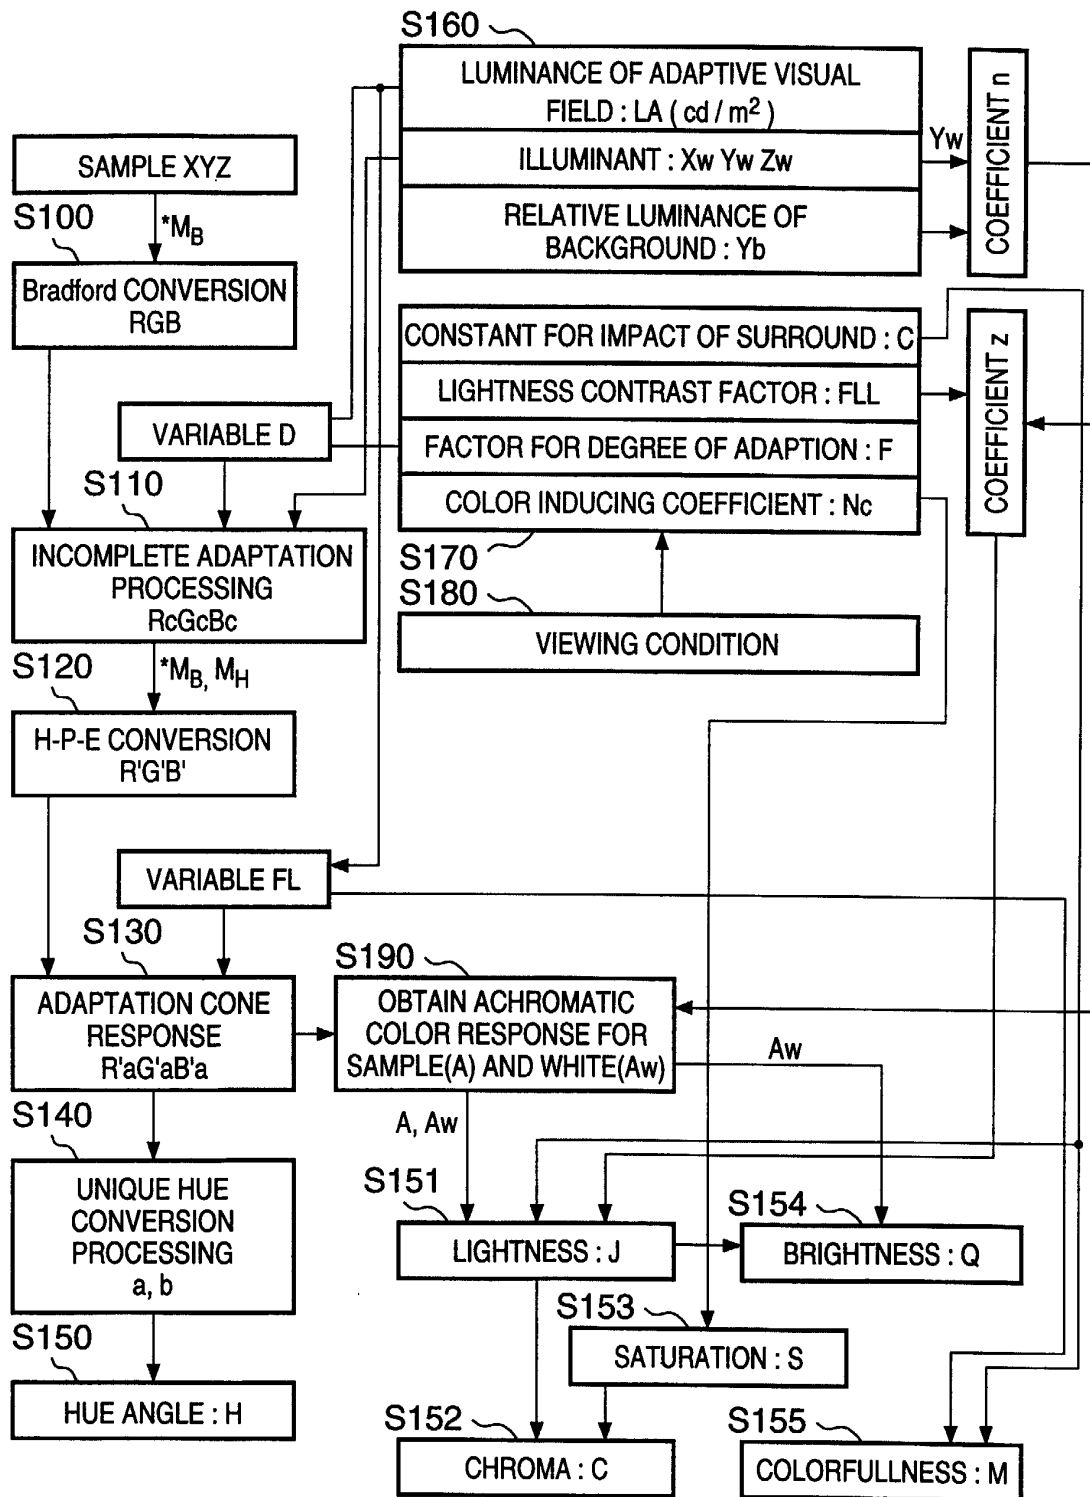 S160
LUMINANCE OF ADAPTIVE VISUAL
FIELD : LA ( cd / m² )
ILLUMINANT : Xw Yw Zw
RELATIVE LUMINANCE OF
BACKGROUND : Yb
Yw
COEFFICIENT n
SAMPLE XYZ
S100
*MB
Bradford CONVERSION
RGB
CONSTANT FOR IMPACT OF SURROUND : C
LIGHTNESS CONTRAST FACTOR : FLL
FACTOR FOR DEGREE OF ADAPTION : F
COLOR INDUCING COEFFICIENT : Nc
S170
COEFFICIENT z
VARIABLE D
S110
INCOMPLETE ADAPTATION
PROCESSING
RcGcBc
S180
VIEWING CONDITION
S120
*MB, MH
H-P-E CONVERSION
R'G'B'
VARIABLE FL
S130
ADAPTATION CONE
RESPONSE
R'aG'aB'a
S190
OBTAIN ACHROMATIC
COLOR RESPONSE FOR
SAMPLE(A) AND WHITE(Aw)
Aw
A, Aw
S140
UNIQUE HUE
CONVERSION
PROCESSING
a, b
S151
LIGHTNESS : J
S154
BRIGHTNESS : Q
S150
HUE ANGLE : H
S153
SATURATION : S
S152
CHROMA : C
S155
COLORFULLNESS : M